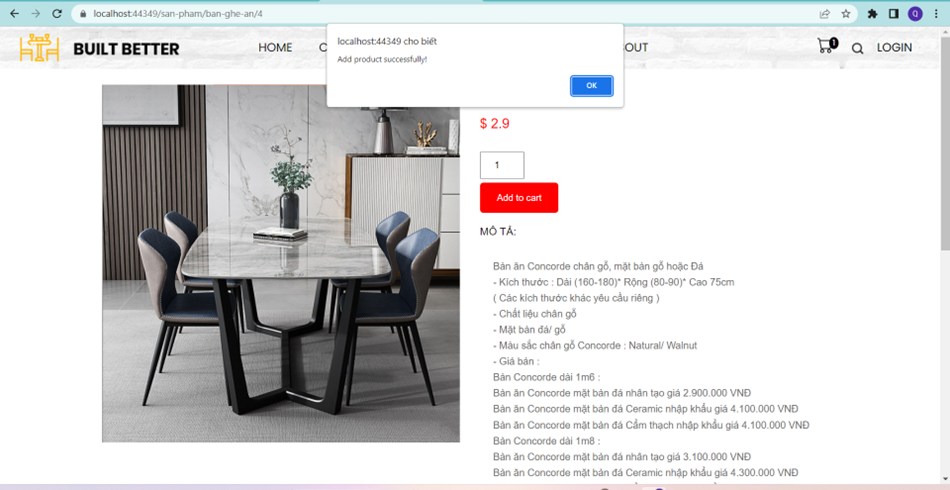 localhost:44349/san-pham/ban-ghe-an/4
BUILT BETTER
HOME
OUT
1
LOGIN
localhost:44349 cho biết
Add product successfully!
OK
$ 2.9
1
Add to cart
MÔ TẢ:
Bàn ăn Concorde chân gỗ, mặt bàn gỗ hoặc Đá
- Kích thước : Dài (160-180)* Rộng (80-90)* Cao 75cm
( Các kích thước khác yêu cầu riêng )
- Chất liệu chân gỗ
- Mặt bàn đá/ gỗ
- Màu sắc chân gỗ Concorde : Natural/ Walnut
- Giá bàn :
Bàn Concorde dài 1m6 :
Bàn ăn Concorde mặt bàn đá nhân tạo giá 2.900.000 VNĐ
Bàn ăn Concorde mặt bàn đá Ceramic nhập khẩu giá 4.100.000 VNĐ
Bàn ăn Concorde mặt bàn đá Cẩm thạch nhập khẩu giá 4.100.000 VNĐ
Bàn Concorde dài 1m8 :
Bàn ăn Concorde mặt bàn đá nhân tạo giá 3.100.000 VNĐ
Bàn ăn Concorde mặt bàn đá Ceramic nhập khẩu giá 4.300.000 VNĐ